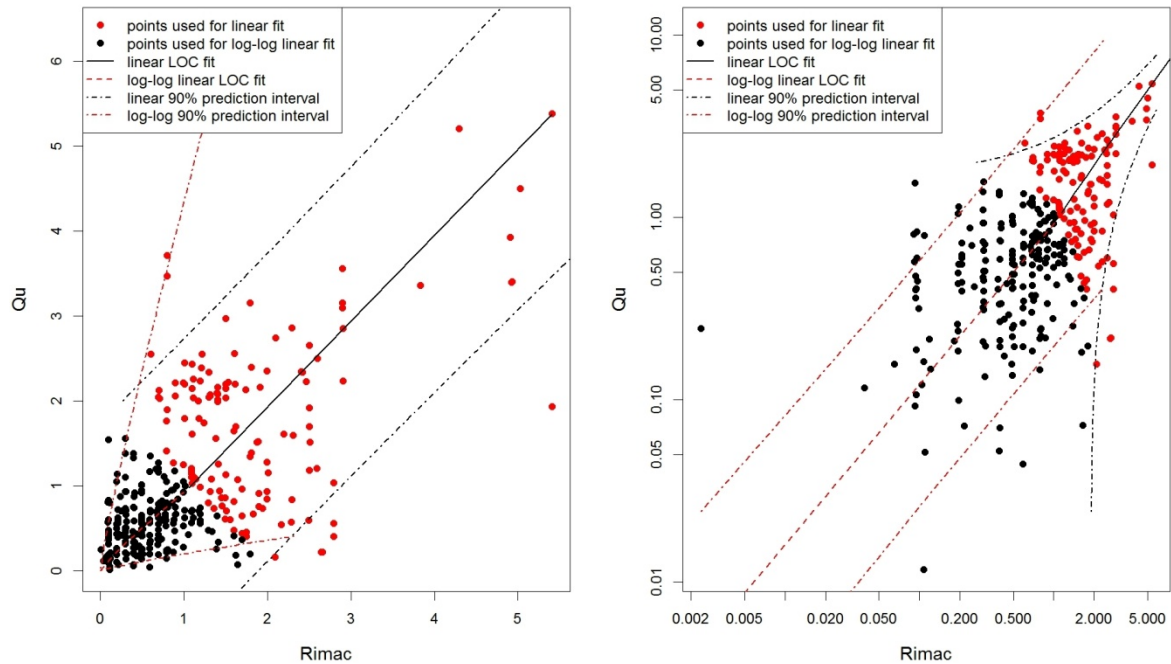 points used for linear fit
points used for log-log linear fit
linear LOC fit
log-log linear LOC fit
linear 90% prediction interval
log-log 90% prediction interval
Qu
6
5
4
3
2
1
0
0 1 2 3 4 5
Rimac
points used for linear fit
points used for log-log linear fit
linear LOC fit
log-log linear LOC fit
linear 90% prediction interval
log-log 90% prediction interval
Qu
10.00
5.00
1.00
0.50
0.10
0.05
0.01
0.002 0.005 0.020 0.050 0.200 0.500 2.000 5.000
Rimac